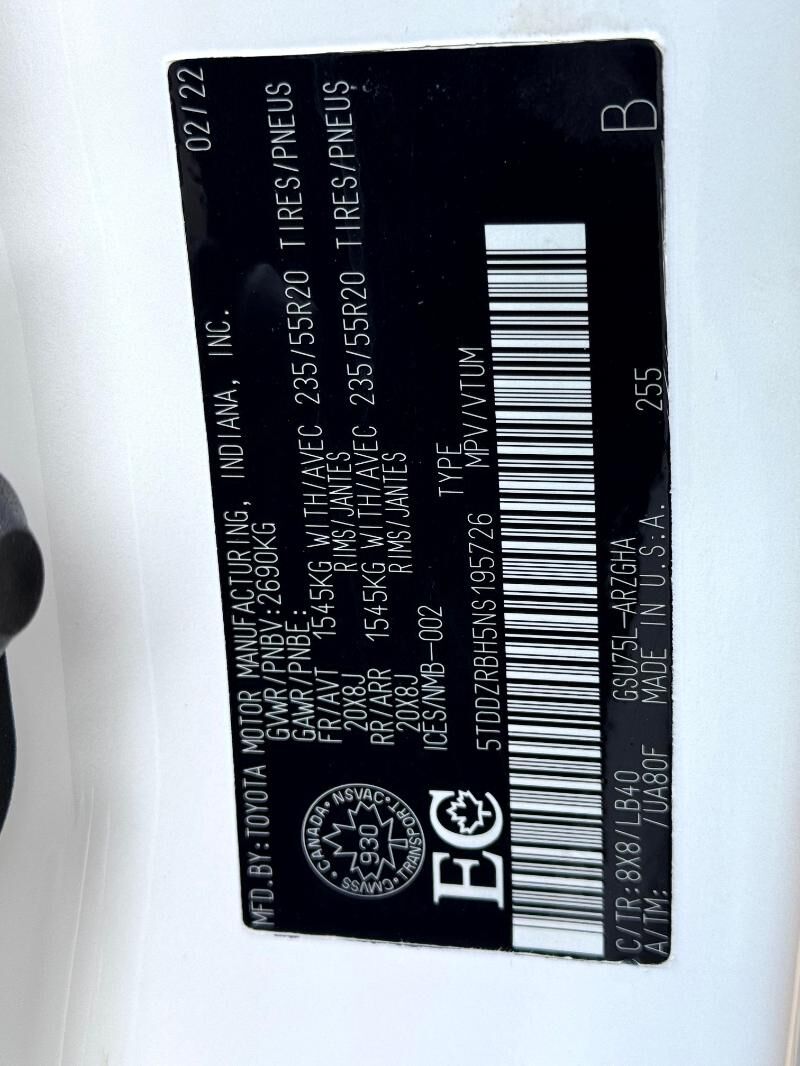 MFD.BY:TOYOTA MOTOR MANUFACTURING, INDIANA, INC. 02/22
GVWR/PNBV:2690KG
GAWR/PNBE:
FR/AVT 1545KG WITH/AVEC 235/55R20 TIRES/PNEUS
20X8J RIMS/JANTES
RR/ARR 1545KG WITH/AVEC 235/55R20 TIRES/PNEUS
20X8J RIMS/JANTES
ICES/NMB-002
TYPE
5TDDZRBH5NS195726 MPV/VTUM
CANADA•NSVAC•
930
CMVSS•TRANSPORT•
EC
C/TR:8X8/LB40 GSU75L-ARZGHA B
A/TM: /UA80F MADE IN U.S.A. 255